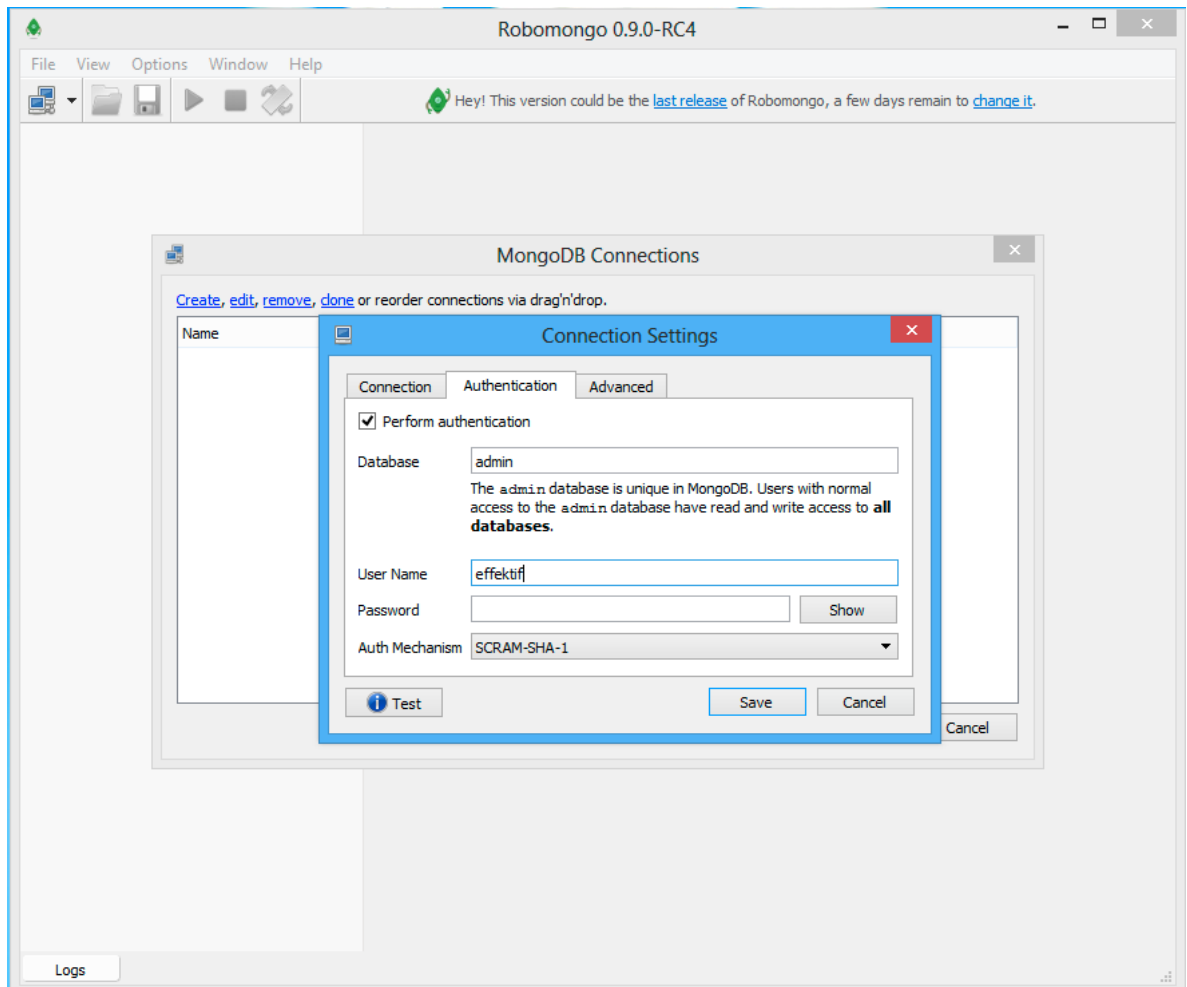 Robomongo 0.9.0-RC4
File View Options Window Help
Hey! This version could be the last release of Robomongo, a few days remain to change it.
MongoDB Connections
Create, edit, remove, clone or reorder connections via drag'n'drop.
Name
Connection Settings
Connection Authentication Advanced
Perform authentication
Database admin
The admin database is unique in MongoDB. Users with normal
access to the admin database have read and write access to all
databases.
User Name effektif
Password Show
Auth Mechanism SCRAM-SHA-1
Test Save Cancel
Cancel
Logs